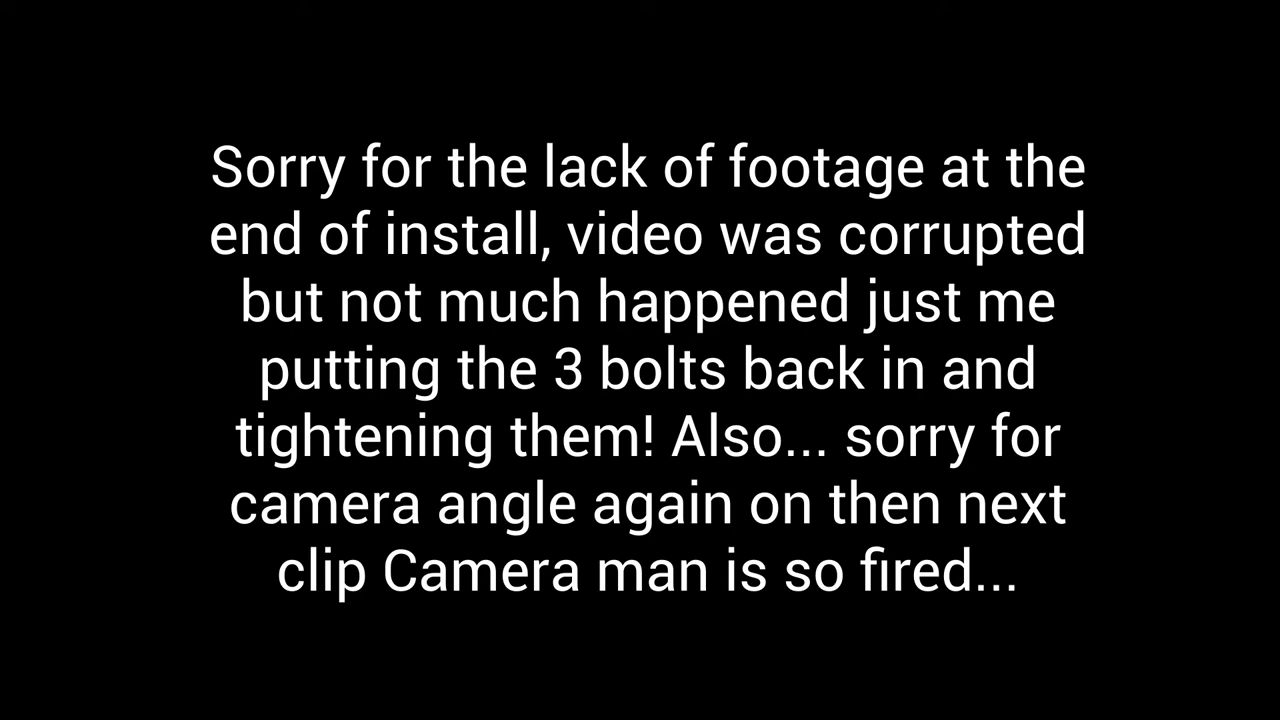 Sorry for the lack of footage at the
end of install, video was corrupted
but not much happened just me
putting the 3 bolts back in and
tightening them! Also... sorry for
camera angle again on then next
clip Camera man is so fired...